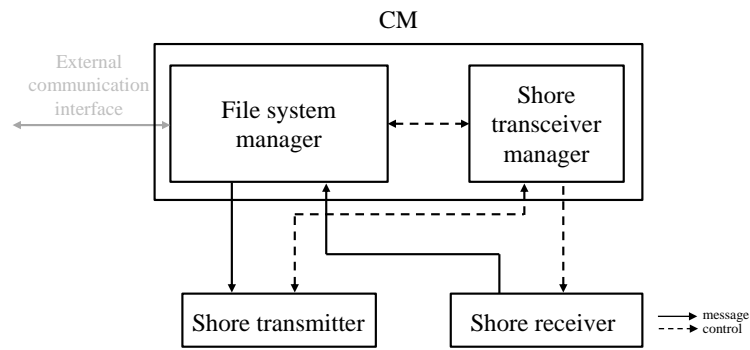 CM
External
communication
interface
File system
manager
Shore
transceiver
manager
Shore transmitter
Shore receiver
message
control